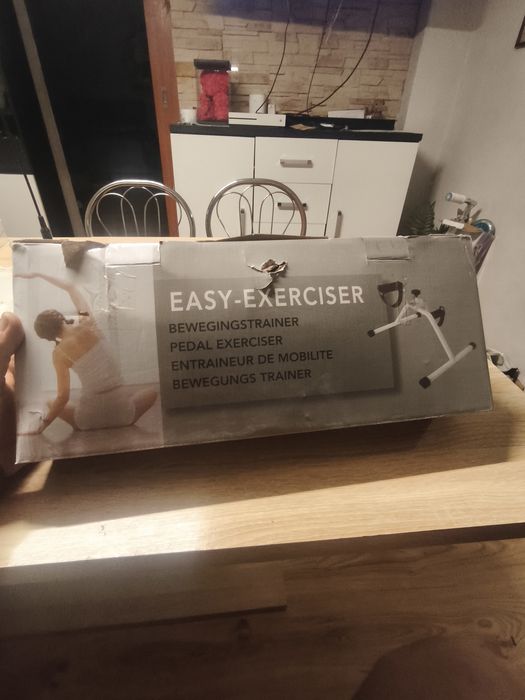 EASY-EXERCISER
BEWEGINGSTRAINER
PEDAL EXERCISER
ENTRAINEUR DE MOBILITE
BEWEGUNGS TRAINER